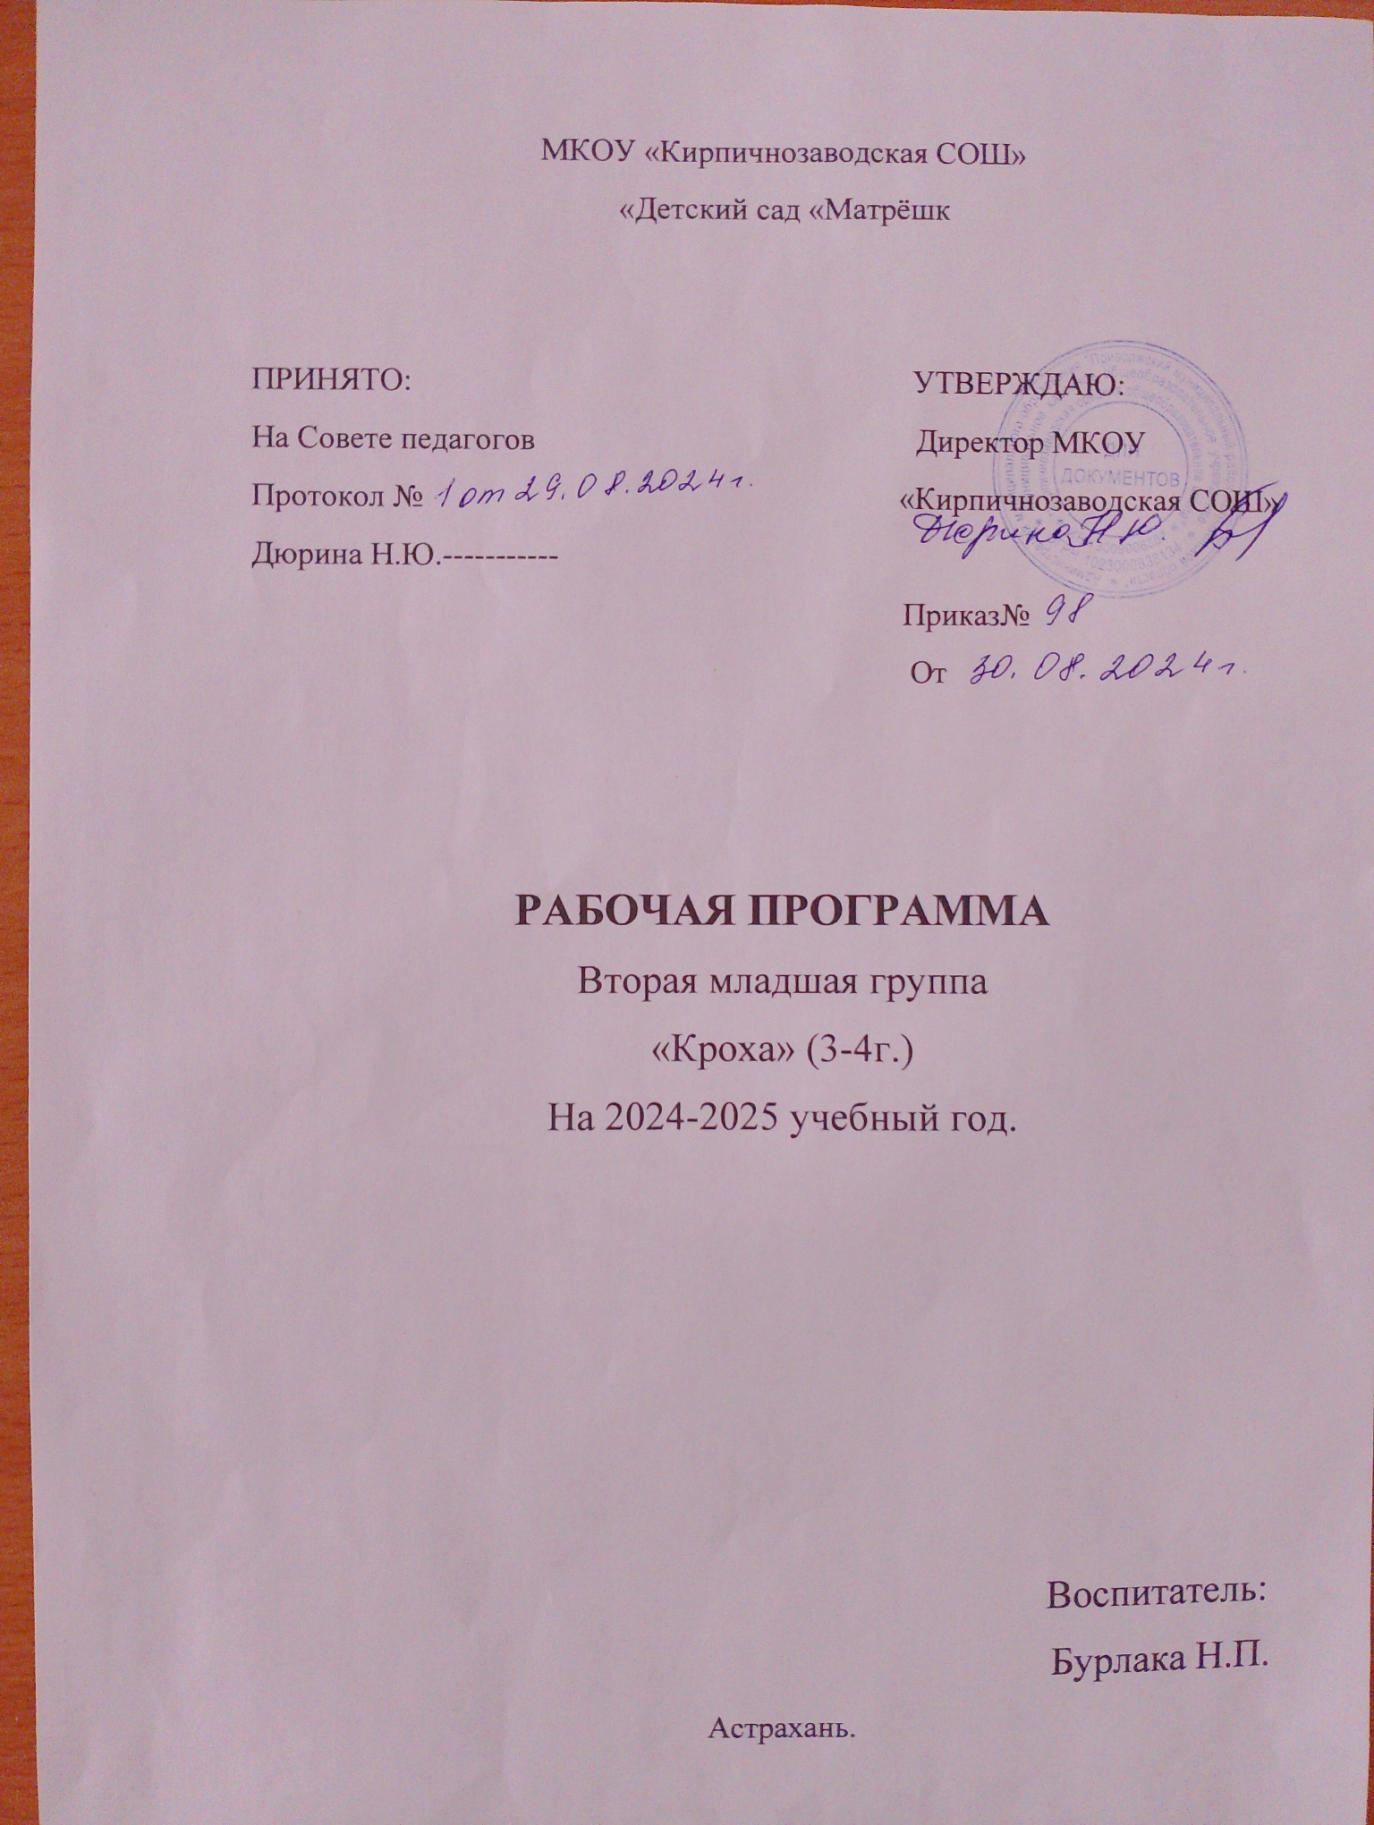 МКОУ «Кирпичнозаводская СОШ»
«Детский сад «Матрёшк
ПРИНЯТО:
На Совете педагогов
Протокол № 1 от 29.08.2024г.
Дюрина Н.Ю.-----------
УТВЕРЖДАЮ:
Директор МКОУ
«Кирпичнозаводская СОШ»
Дюрина Н.Ю.
ДОКУМЕНТОВ
Приказ№ 98
От 30.08.2024г.
РАБОЧАЯ ПРОГРАММА
Вторая младшая группа
«Кроха» (3-4г.)
На 2024-2025 учебный год.
Воспитатель:
Бурлака Н.П.
Астрахань.